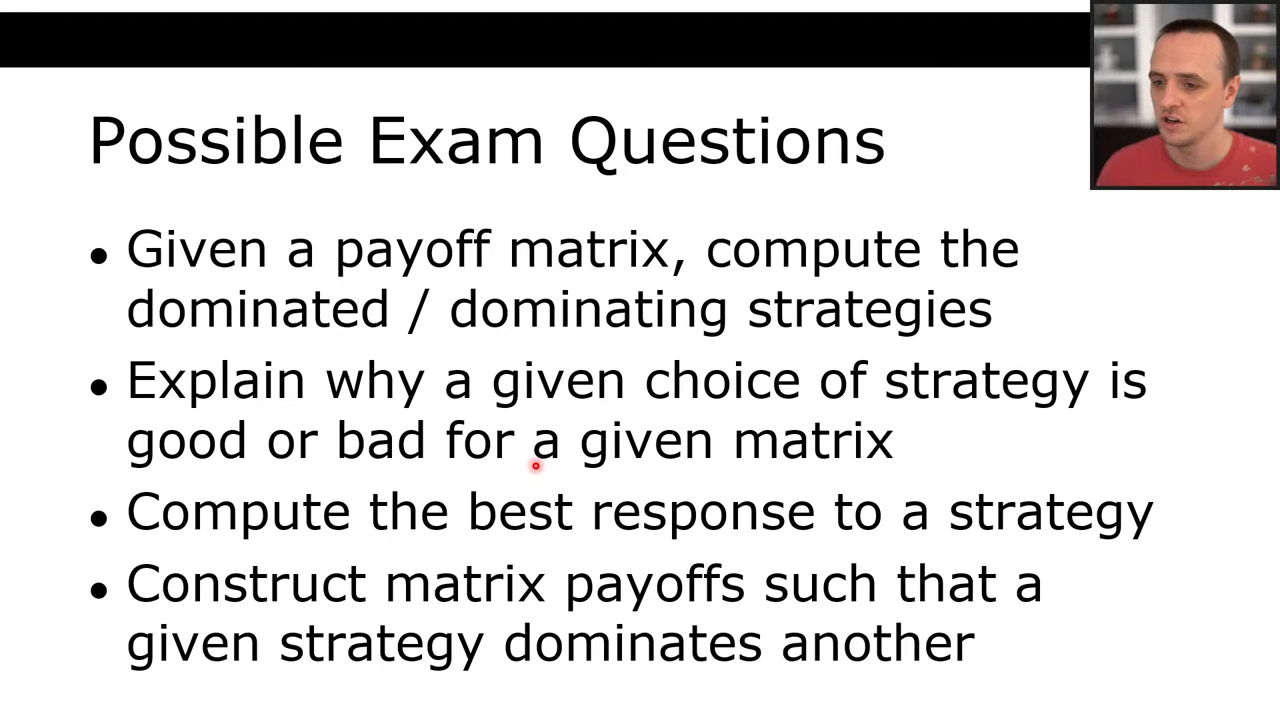 Possible Exam Questions
• Given a payoff matrix, compute the
dominated / dominating strategies
• Explain why a given choice of strategy is
good or bad for a given matrix
• Compute the best response to a strategy
• Construct matrix payoffs such that a
given strategy dominates another